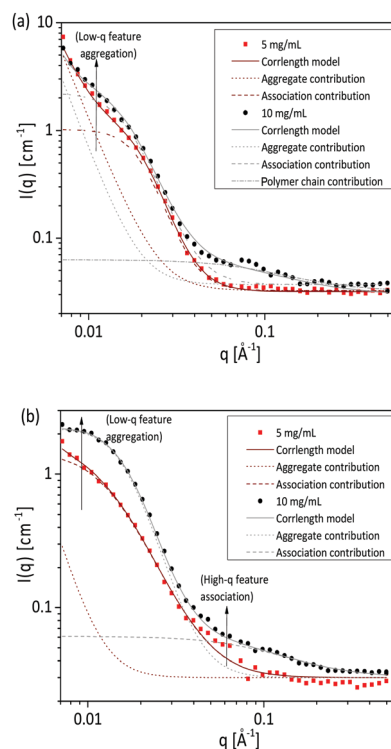 (a)
(Low-q feature
aggregation)
5 mg/mL
Corrlength model
Aggregate contribution
Association contribution
10 mg/mL
Corrlength model
Aggregate contribution
Association contribution
Polymer chain contribution
I(q) [cm⁻¹]
10
1
0.1
0.01
0.1
q [Å⁻¹]
(b)
(Low-q feature
aggregation)
5 mg/mL
Corrlength model
Aggregate contribution
Association contribution
10 mg/mL
Corrlength model
Aggregate contribution
Association contribution
(High-q feature
association)
I(q) [cm⁻¹]
1
0.1
0.01
0.1
q [Å⁻¹]